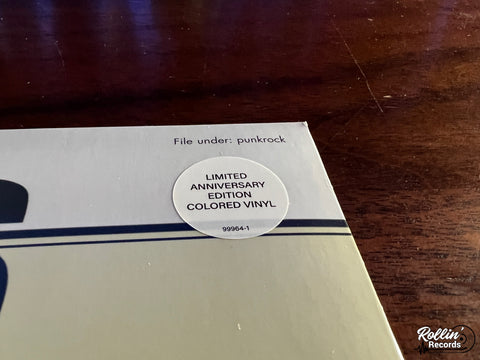 File under: punkrock
LIMITED
ANNIVERSARY
EDITION
COLORED VINYL
99964-1
Rollin'
Records